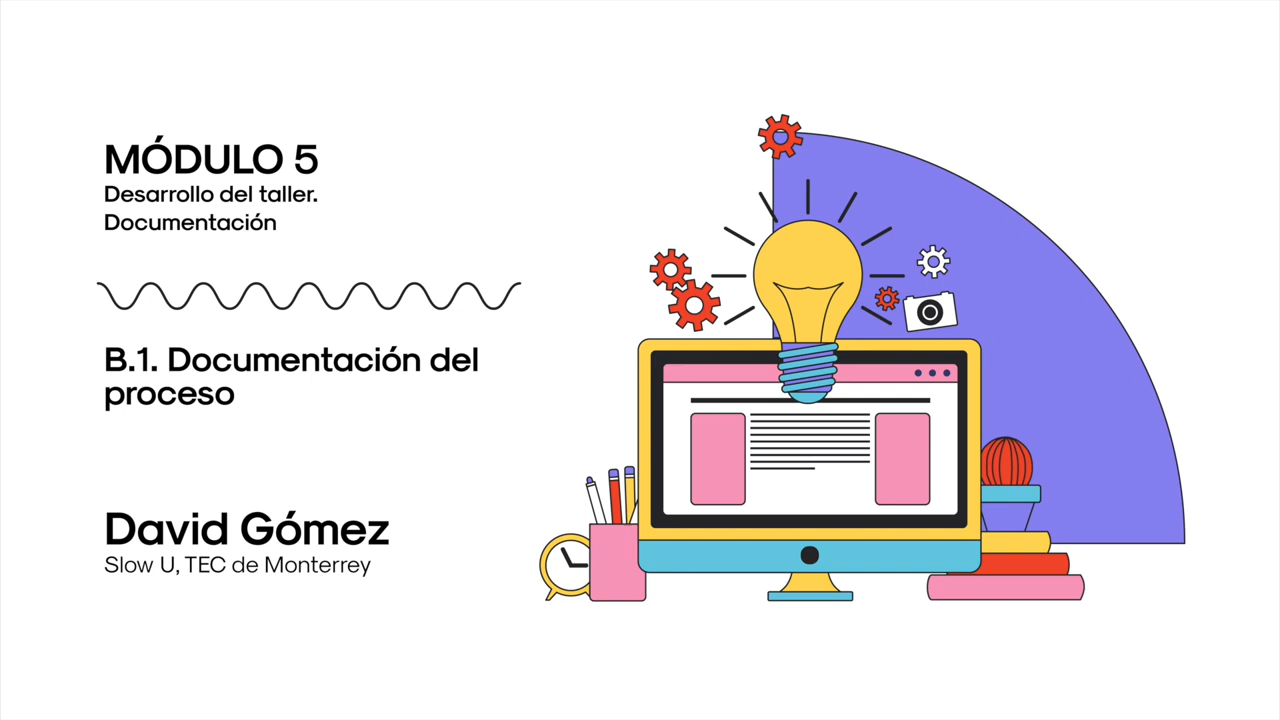 MÓDULO 5
Desarrollo del taller.
Documentación
B.1. Documentación del
proceso
David Gómez
Slow U, TEC de Monterrey